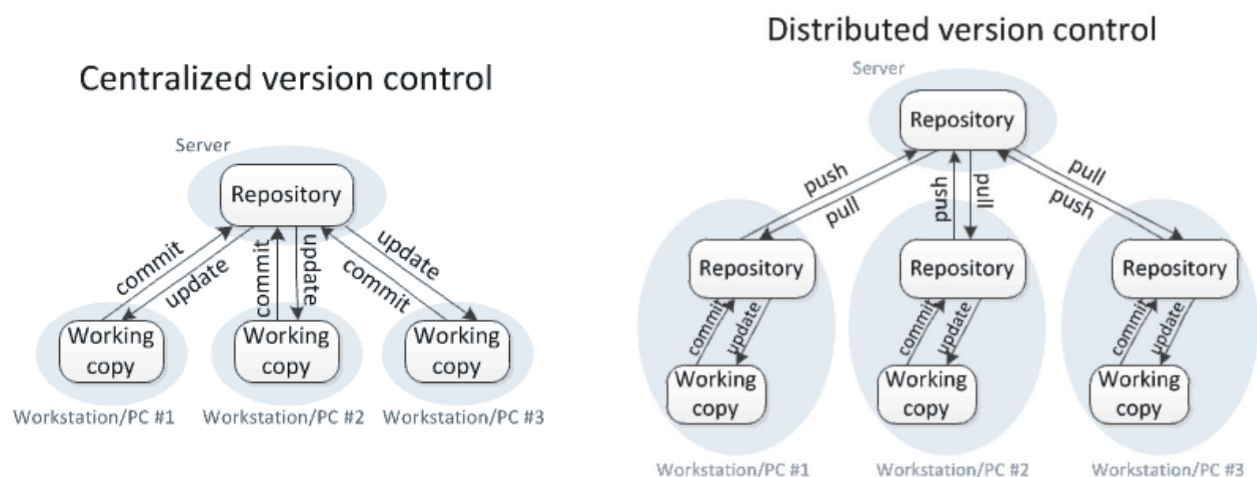 Centralized version control
Server
Repository
commit
update
commit
update
update
commit
Working
copy
Working
copy
Working
copy
Workstation/PC #1
Workstation/PC #2
Workstation/PC #3
Distributed version control
Server
Repository
push
pull
push
pull
pull
push
Repository
Repository
Repository
commit
update
commit
update
commit
update
Working
copy
Working
copy
Working
copy
Workstation/PC #1
Workstation/PC #2
Workstation/PC #3